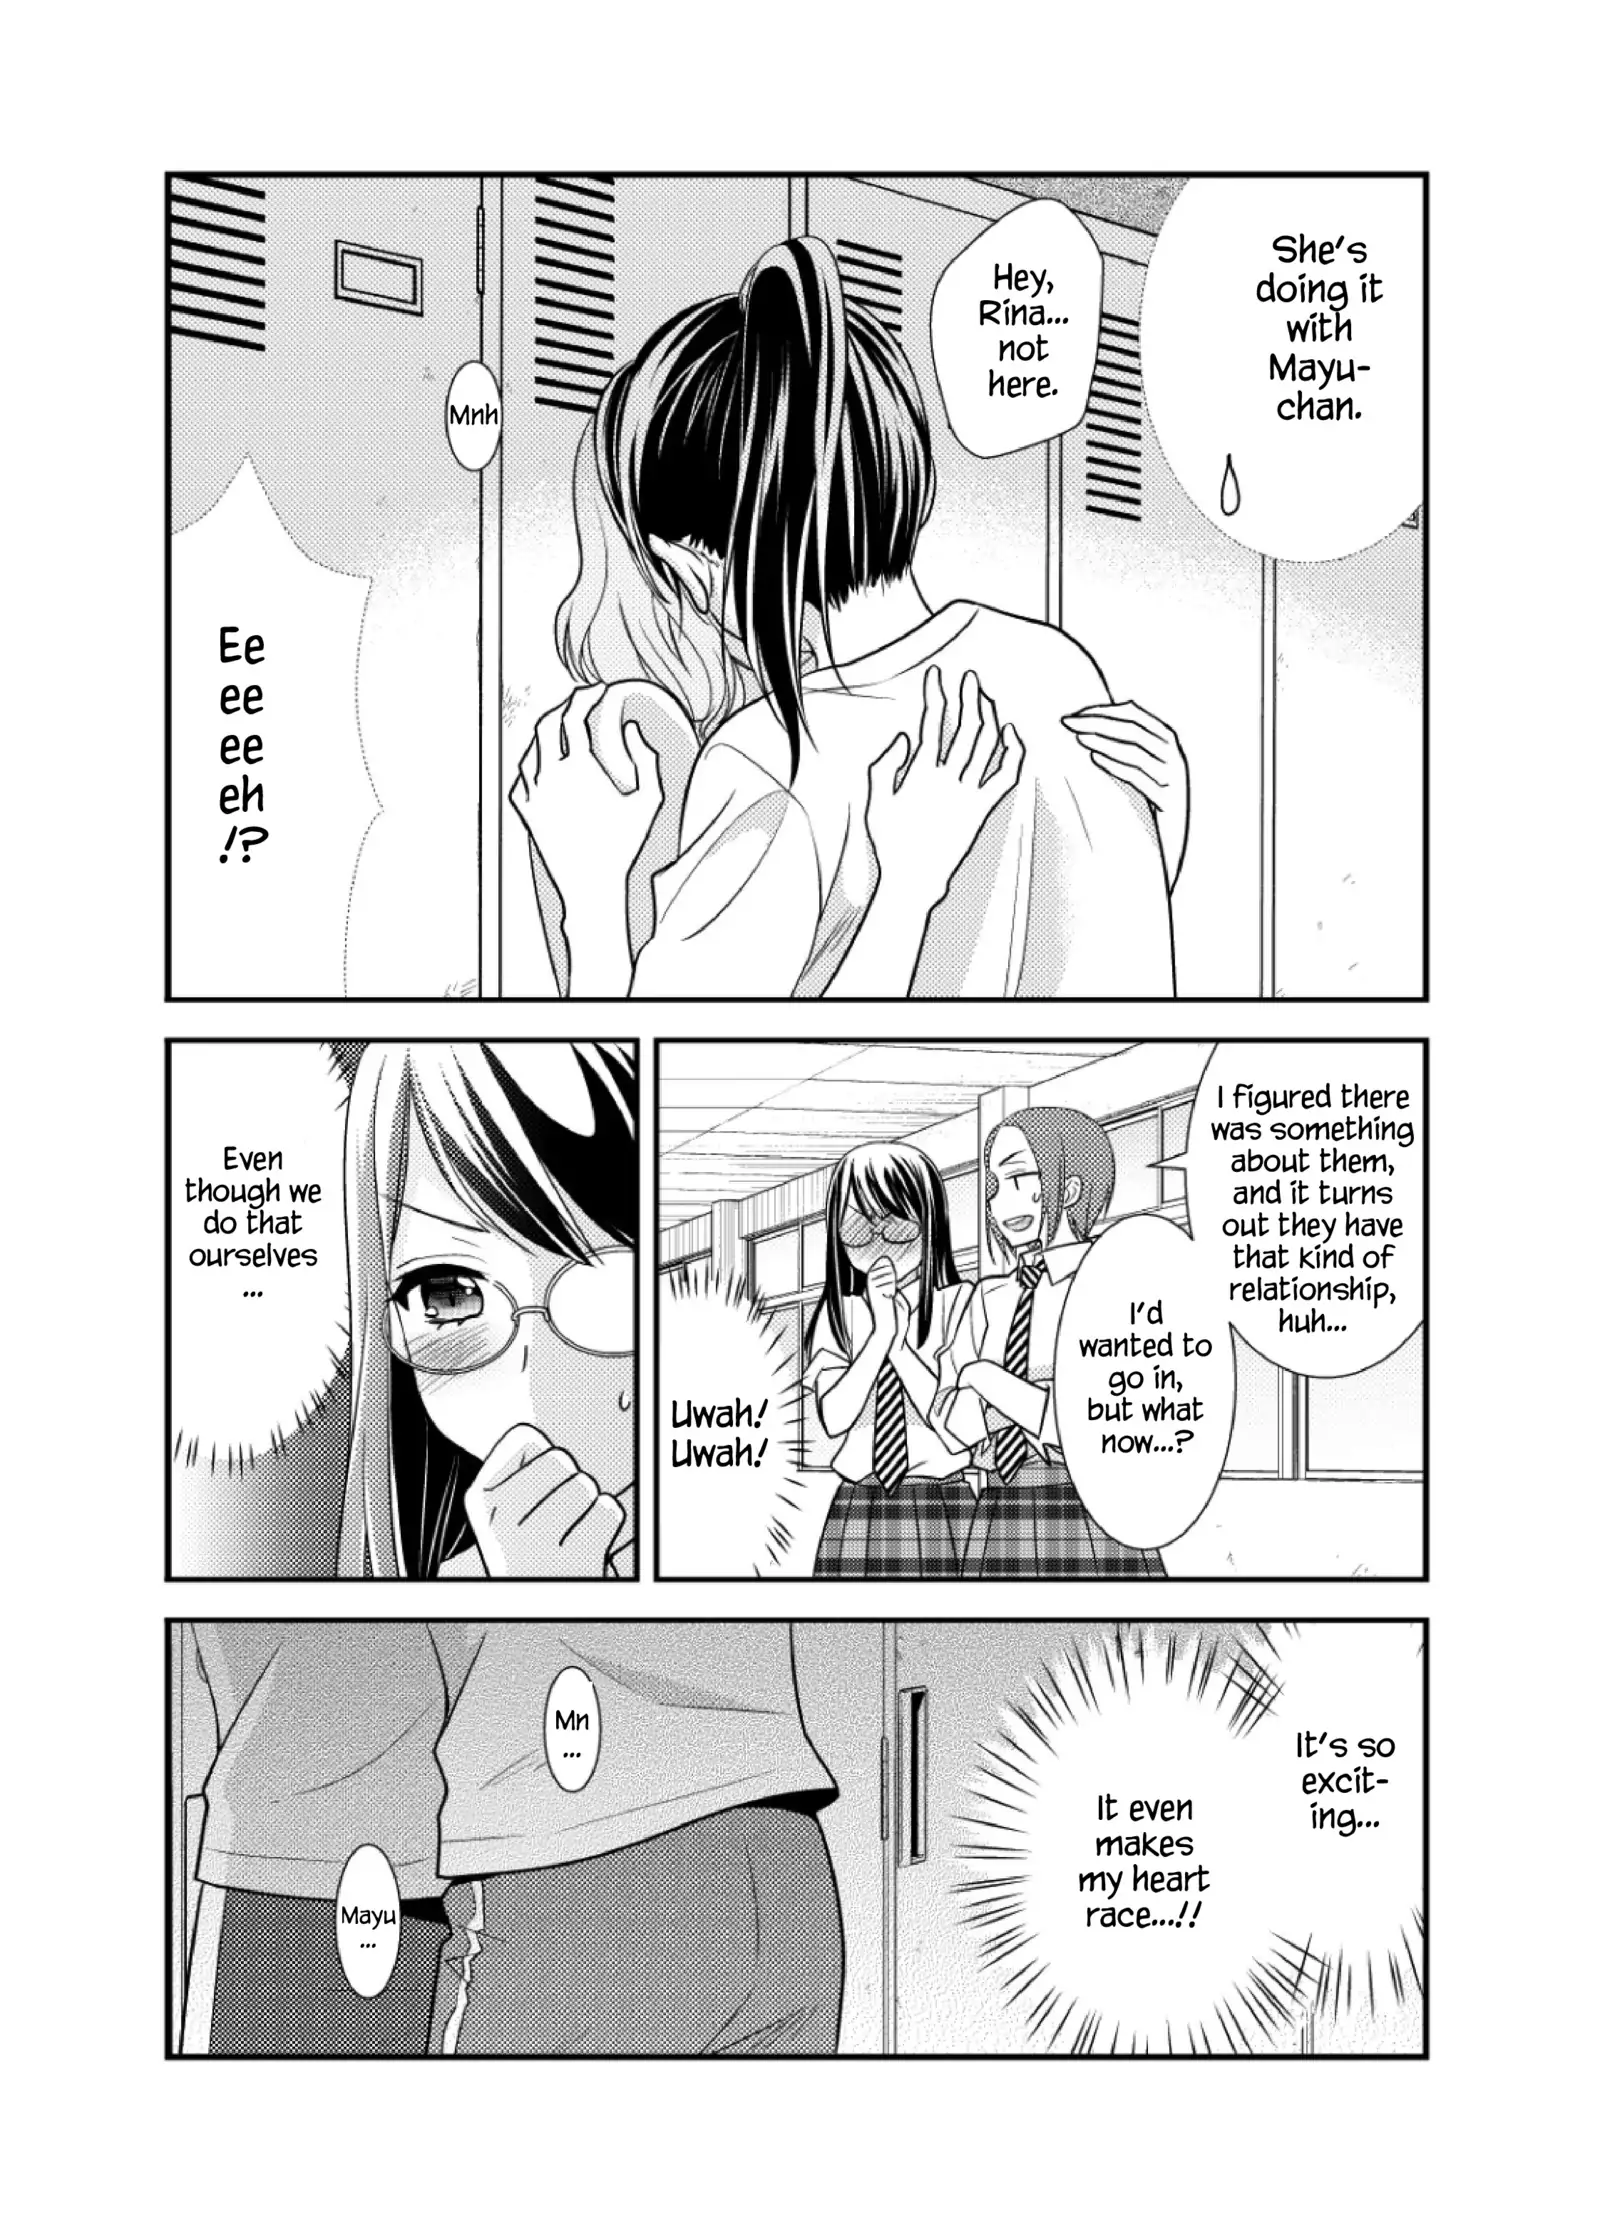 She's
doing it
with
Mayu-
chan.
Hey,
Rina...
not
here.
Mnh
Ee
ee
ee
eh
!?
I figured there
was something
about them,
and it turns
out they have
that kind of
relationship,
huh...
I'd
wanted to
go in,
but what
now...?
Uwah!
Uwah!
Even
though we
do that
ourselves
...
It's so
excit-
ing...
It even
makes
my heart
race...!!
Mn
...
Mayu
...